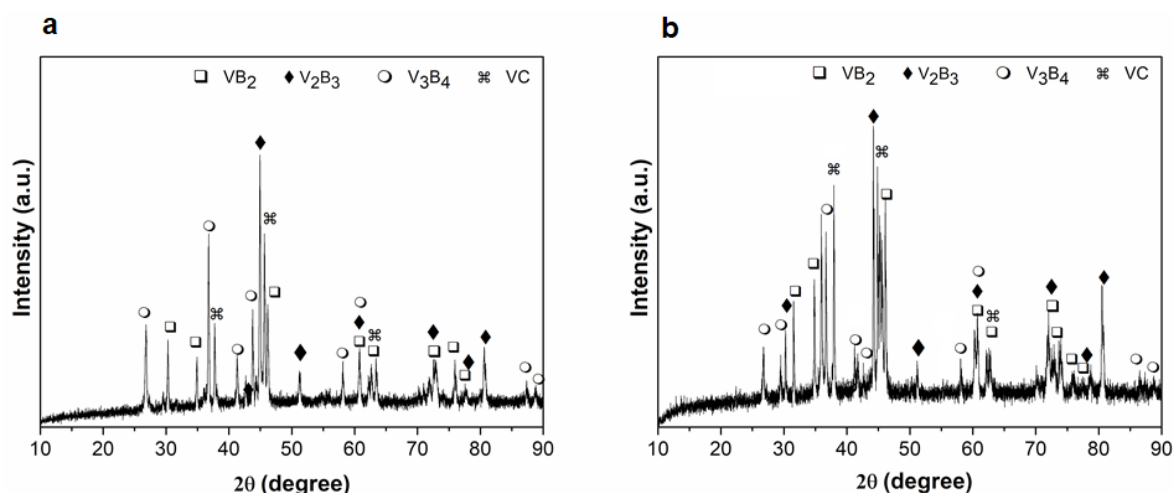 a
□ VB₂ ♦ V₂B₃ ○ V₃B₄ ⌘ VC
Intensity (a.u.)
10 20 30 40 50 60 70 80 90
2θ (degree)
b
□ VB₂ ♦ V₂B₃ ○ V₃B₄ ⌘ VC
Intensity (a.u.)
10 20 30 40 50 60 70 80 90
2θ (degree)